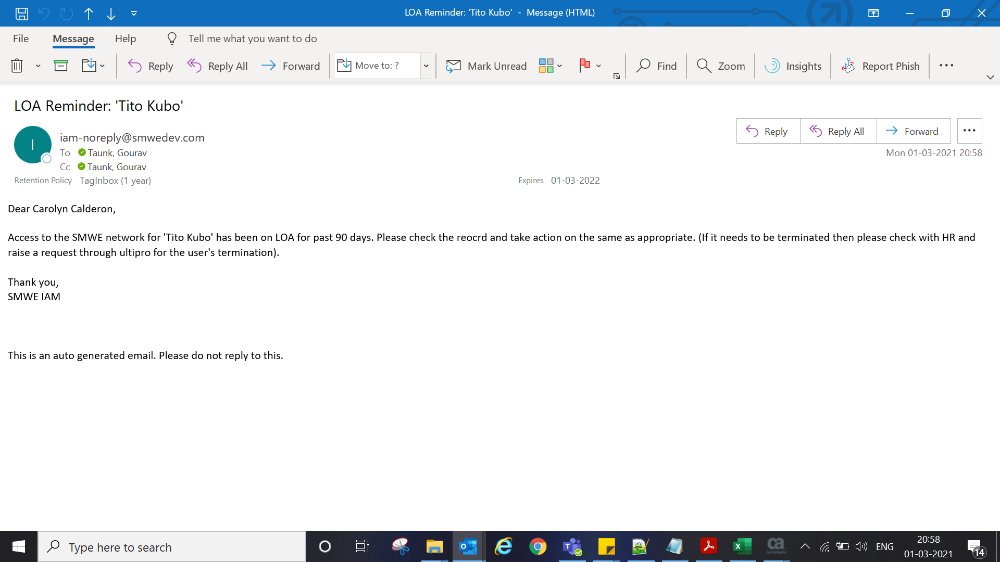 LOA Reminder: 'Tito Kubo' - Message (HTML)
File Message Help Tell me what you want to do
Reply Reply All Forward Move to: ? Mark Unread Find Zoom Insights Report Phish
LOA Reminder: 'Tito Kubo'
I
iam-noreply@smwedev.com
Reply Reply All Forward
To Taunk, Gourav
Mon 01-03-2021 20:58
Cc Taunk, Gourav
Retention Policy TagInbox (1 year) Expires 01-03-2022
Dear Carolyn Calderon,
Access to the SMWE network for 'Tito Kubo' has been on LOA for past 90 days. Please check the reocrd and take action on the same as appropriate. (If it needs to be terminated then please check with HR and
raise a request through ultipro for the user's termination).
Thank you,
SMWE IAM
This is an auto generated email. Please do not reply to this.
Type here to search
ca
technologies
ENG
20:58
01-03-2021
14